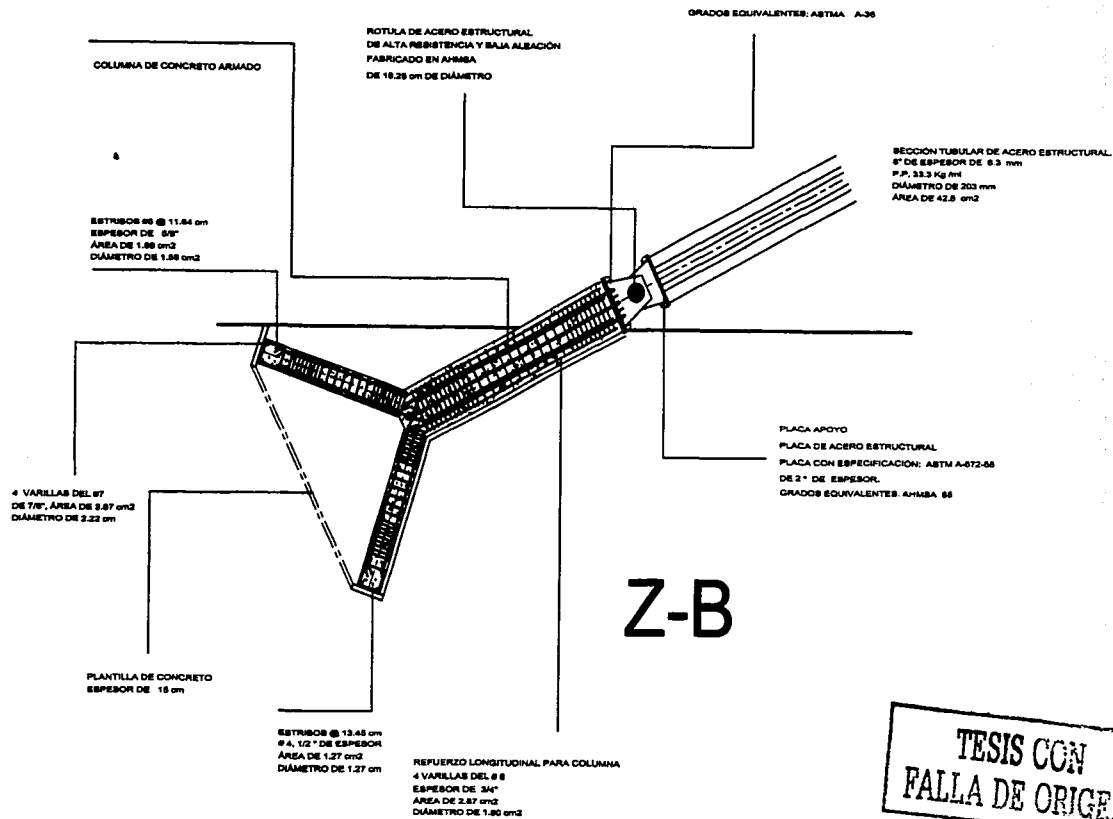 GRADOS EQUIVALENTES: ASTMA A-36
ROTULA DE ACERO ESTRUCTURAL
DE ALTA RESISTENCIA Y BAJA ALEACIÓN
FABRICADO EN AHMSA
DE 18.25 cm DE DIÁMETRO
COLUMNA DE CONCRETO ARMADO
SECCIÓN TUBULAR DE ACERO ESTRUCTURAL.
8" DE ESPESOR DE 6.3 mm
P.P. 33.3 Kg /ml
DIÁMETRO DE 203 mm
ÁREA DE 42.8 cm2
ESTRIBOS #5 @ 11.84 cm
ESPESOR DE 5/8"
ÁREA DE 1.98 cm2
DIÁMETRO DE 1.58 cm2
PLACA APOYO
PLACA DE ACERO ESTRUCTURAL
PLACA CON ESPECIFICACIÓN: ASTM A-572-55
DE 2 " DE ESPESOR.
GRADOS EQUIVALENTES. AHMSA 55
4 VARILLAS DEL #7
DE 7/8", ÁREA DE 3.87 cm2
DIÁMETRO DE 2.22 cm
Z-B
PLANTILLA DE CONCRETO
ESPESOR DE 15 cm
ESTRIBOS @ 13.45 cm
# 4, 1/2 " DE ESPESOR
ÁREA DE 1.27 cm2
DIÁMETRO DE 1.27 cm
REFUERZO LONGITUDINAL PARA COLUMNA
4 VARILLAS DEL # 6
ESPESOR DE 3/4"
ÁREA DE 2.87 cm2
DIÁMETRO DE 1.90 cm2
TESIS CON
FALLA DE ORIGE